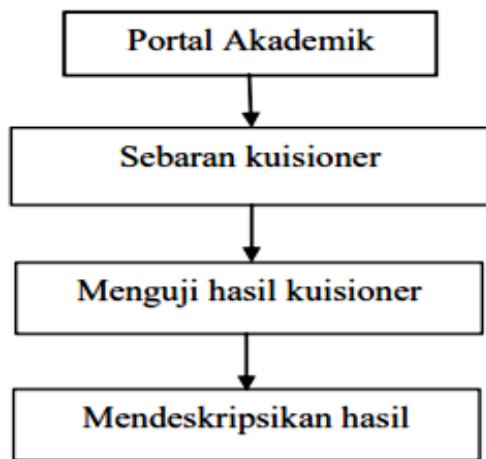 Portal Akademik
Sebaran kuisioner
Menguji hasil kuisioner
Mendeskripsikan hasil